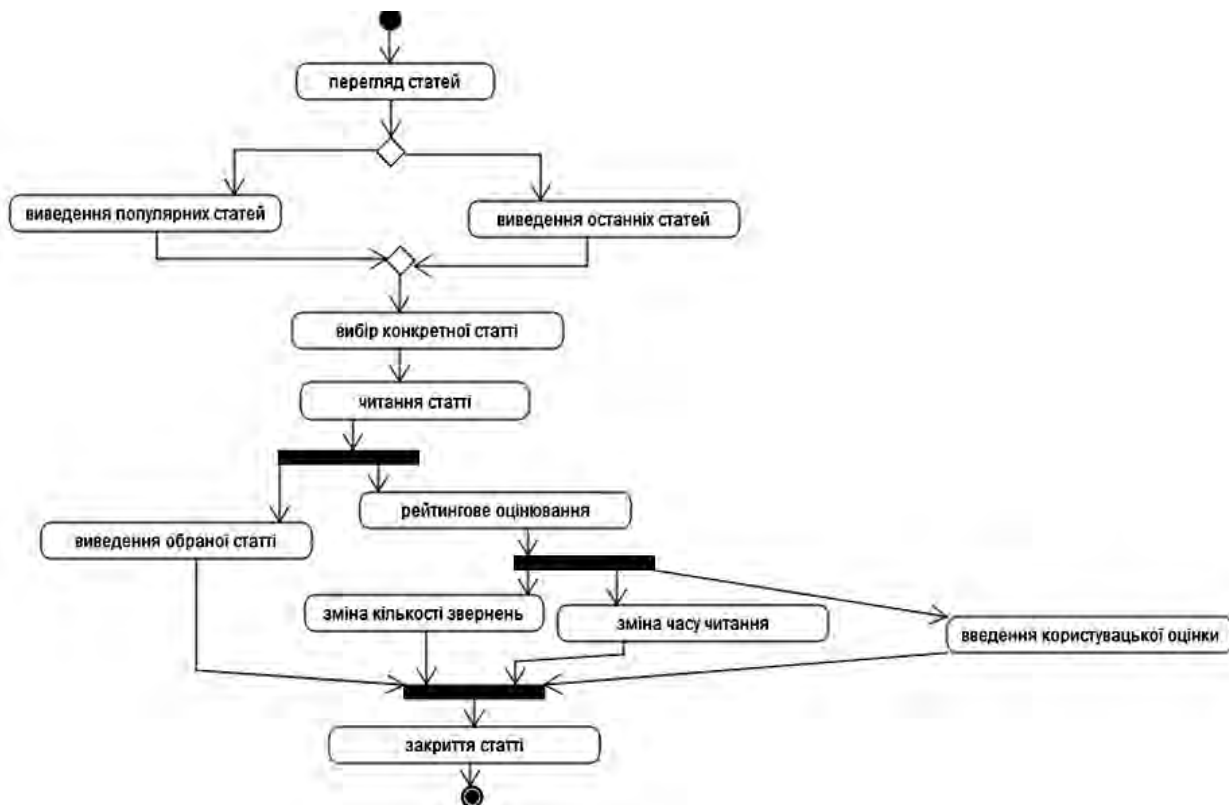 перегляд статей
виведення популярних статей
виведення останніх статей
вибір конкретної статті
читання статті
рейтингове оцінювання
виведення обраної статті
зміна кількості звернень
зміна часу читання
введення користувацької оцінки
закриття статті